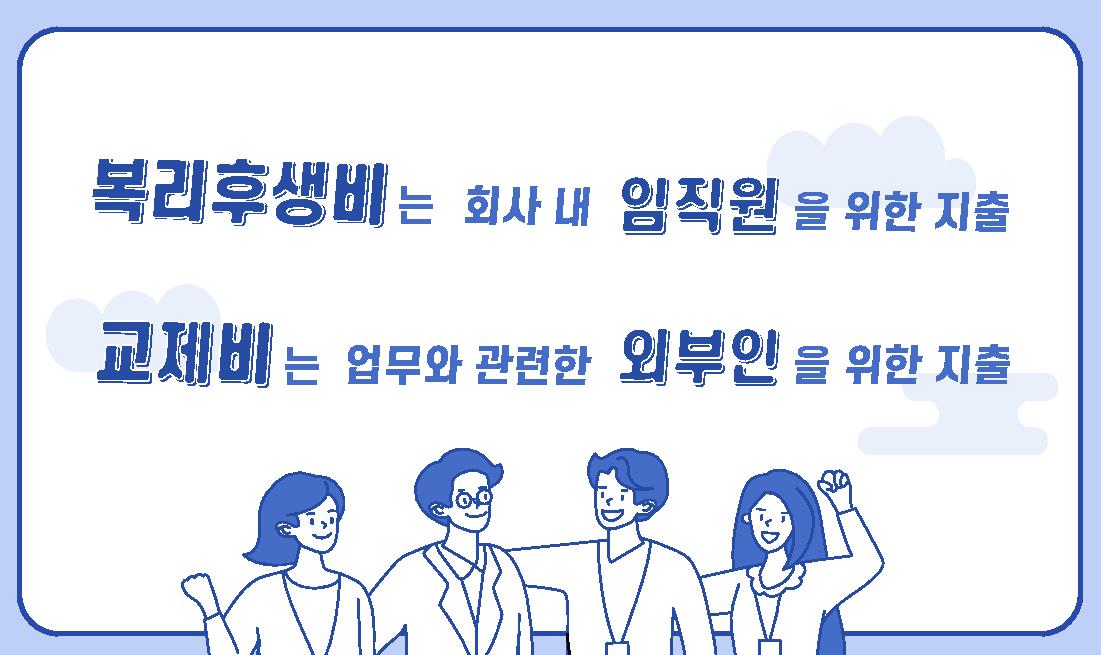 복리후생비는 회사 내 임직원을 위한 지출
교제비는 업무와 관련한 외부인을 위한 지출